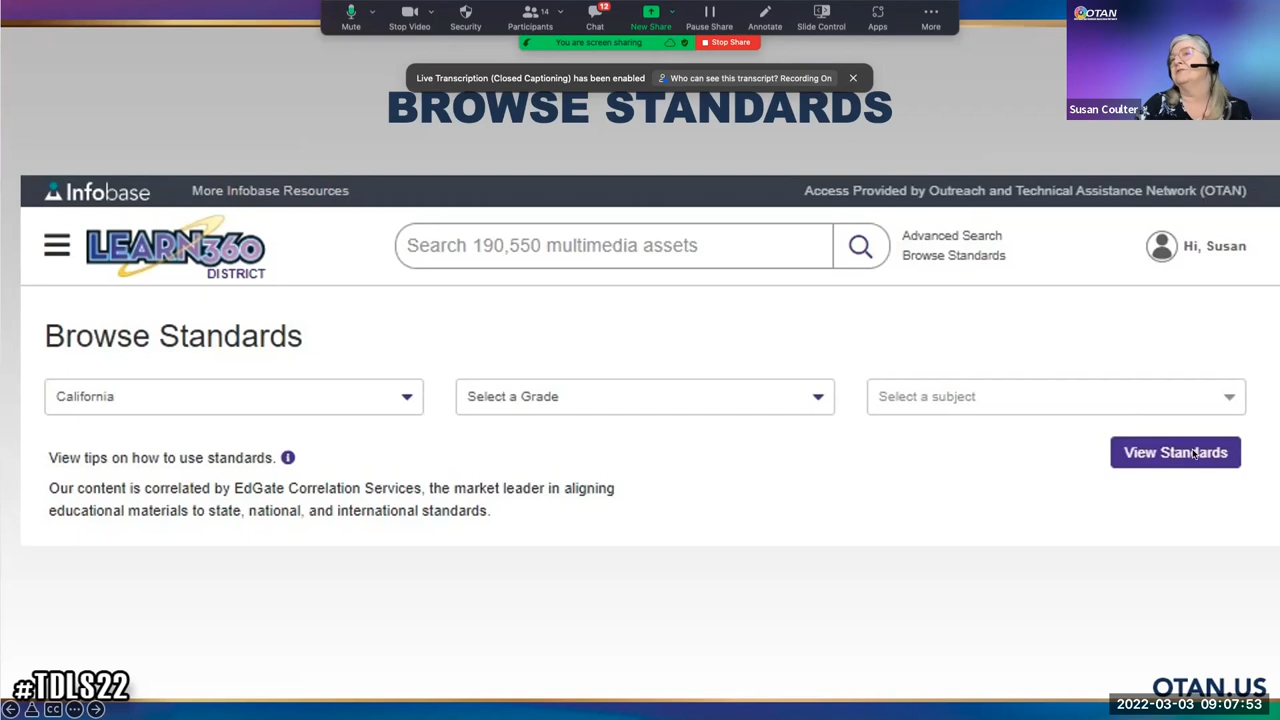 Mute
Stop Video
Security
Participants
14
Chat
12
New Share
Pause Share
Annotate
Slide Control
Apps
More
You are screen sharing
Stop Share
Live Transcription (Closed Captioning) has been enabled
Who can see this transcript? Recording On
OTAN
Susan Coulter
BROWSE STANDARDS
Infobase
More Infobase Resources
Access Provided by Outreach and Technical Assistance Network (OTAN)
LEARN360
DISTRICT
Search 190,550 multimedia assets
Advanced Search
Browse Standards
Hi, Susan
Browse Standards
California
Select a Grade
Select a subject
View tips on how to use standards.
View Standards
Our content is correlated by EdGate Correlation Services, the market leader in aligning
educational materials to state, national, and international standards.
#TDLS22
OTAN.US
CC
2022-03-03 09:07:53